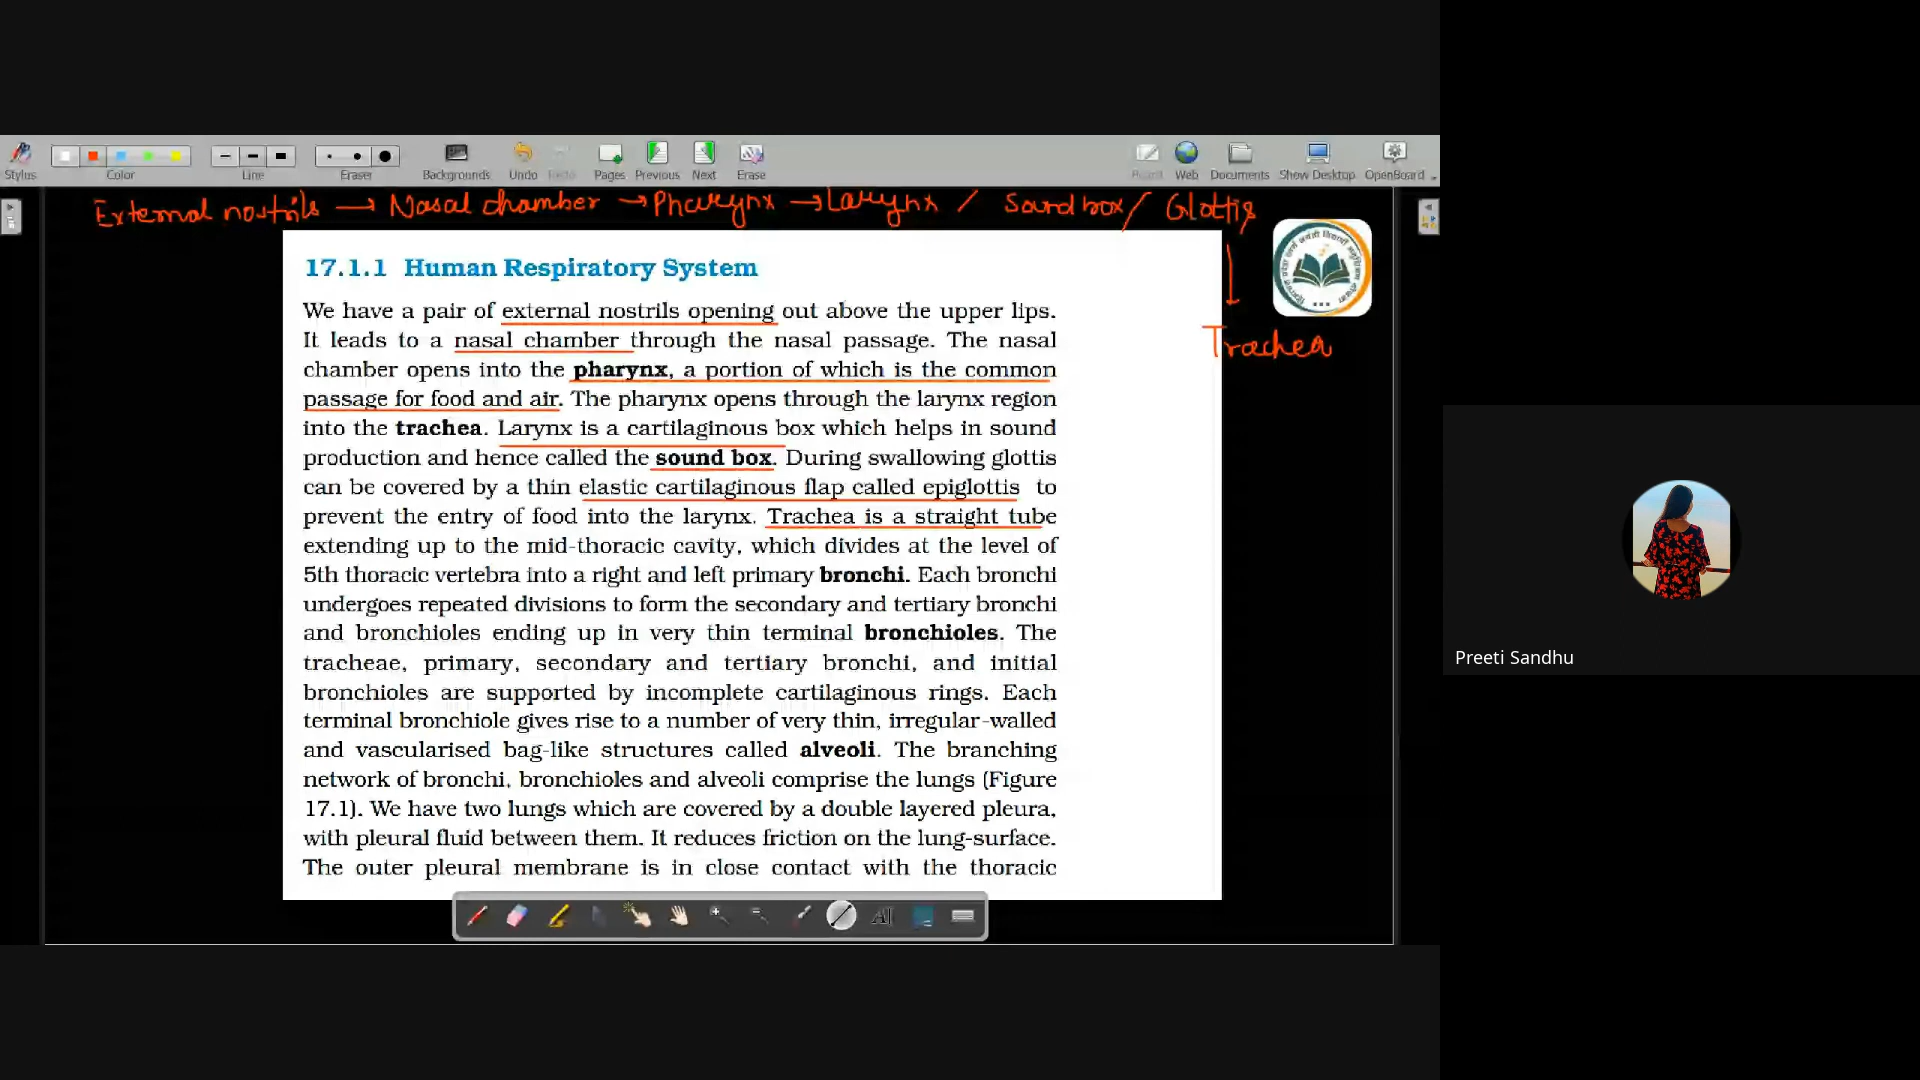 Stylus
Color
Line
Eraser
Backgrounds
Undo
Redo
Pages
Previous
Next
Erase
Board
Web
Documents
Show Desktop
OpenBoard
External nostrils → Nasal chamber → Pharynx → Larynx / Sound box / Glottis
↓
Trachea
17.1.1 Human Respiratory System
We have a pair of external nostrils opening out above the upper lips.
It leads to a nasal chamber through the nasal passage. The nasal
chamber opens into the pharynx, a portion of which is the common
passage for food and air. The pharynx opens through the larynx region
into the trachea. Larynx is a cartilaginous box which helps in sound
production and hence called the sound box. During swallowing glottis
can be covered by a thin elastic cartilaginous flap called epiglottis to
prevent the entry of food into the larynx. Trachea is a straight tube
extending up to the mid-thoracic cavity, which divides at the level of
5th thoracic vertebra into a right and left primary bronchi. Each bronchi
undergoes repeated divisions to form the secondary and tertiary bronchi
and bronchioles ending up in very thin terminal bronchioles. The
tracheae, primary, secondary and tertiary bronchi, and initial
bronchioles are supported by incomplete cartilaginous rings. Each
terminal bronchiole gives rise to a number of very thin, irregular-walled
and vascularised bag-like structures called alveoli. The branching
network of bronchi, bronchioles and alveoli comprise the lungs (Figure
17.1). We have two lungs which are covered by a double layered pleura,
with pleural fluid between them. It reduces friction on the lung-surface.
The outer pleural membrane is in close contact with the thoracic
Preeti Sandhu